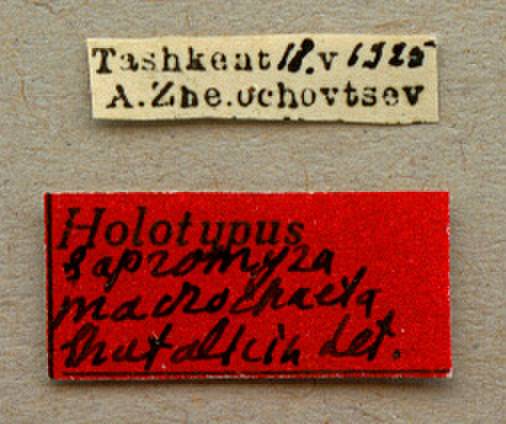 Tashkent 18.v 1925
A.Zhe.ochovtsev
Holotypus
Sapromyza
macrochaeta
Shatalkin det.